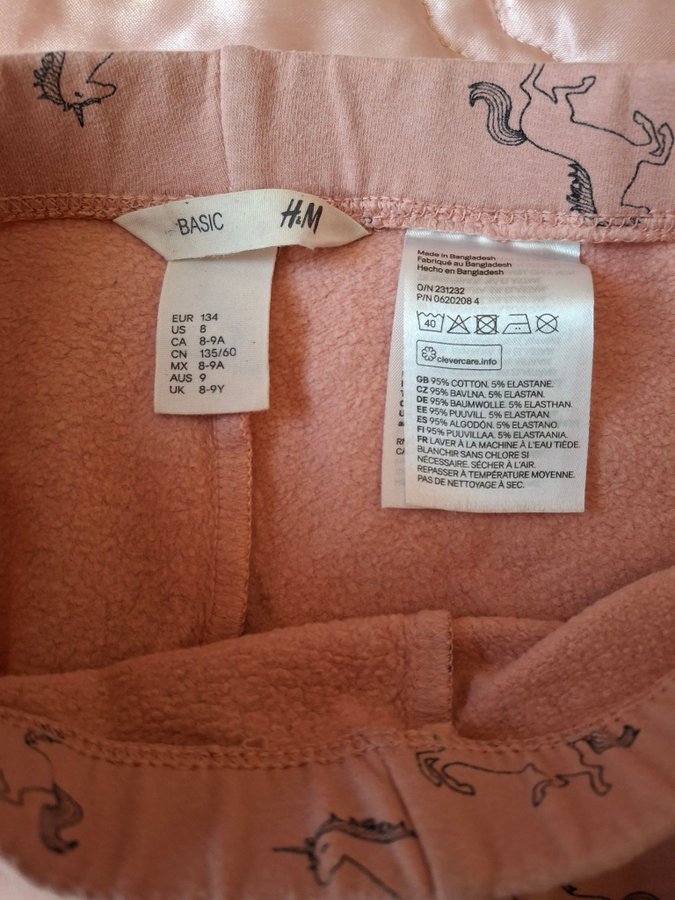 BASIC H&M
EUR 134
US 8
CA 8-9A
CN 135/60
MX 8-9A
AUS 9
UK 8-9Y
Made in Bangladesh
Fabriqué au Bangladesh
Hecho en Bangladesh
O/N 231232
P/N 0620208 4
40
clevercare.info
GB 95% COTTON. 5% ELASTANE.
CZ 95% BAVLNA. 5% ELASTAN.
DE 95% BAUMWOLLE. 5% ELASTHAN.
EE 95% PUUVILL. 5% ELASTAAN.
ES 95% ALGODÓN. 5% ELASTANO.
FI 95% PUUVILLAA. 5% ELASTAANIA.
FR LAVER À LA MACHINE À L'EAU TIÈDE.
BLANCHIR SANS CHLORE SI
NÉCESSAIRE. SÉCHER À L'AIR.
REPASSER À TEMPÉRATURE MOYENNE.
PAS DE NETTOYAGE À SEC.